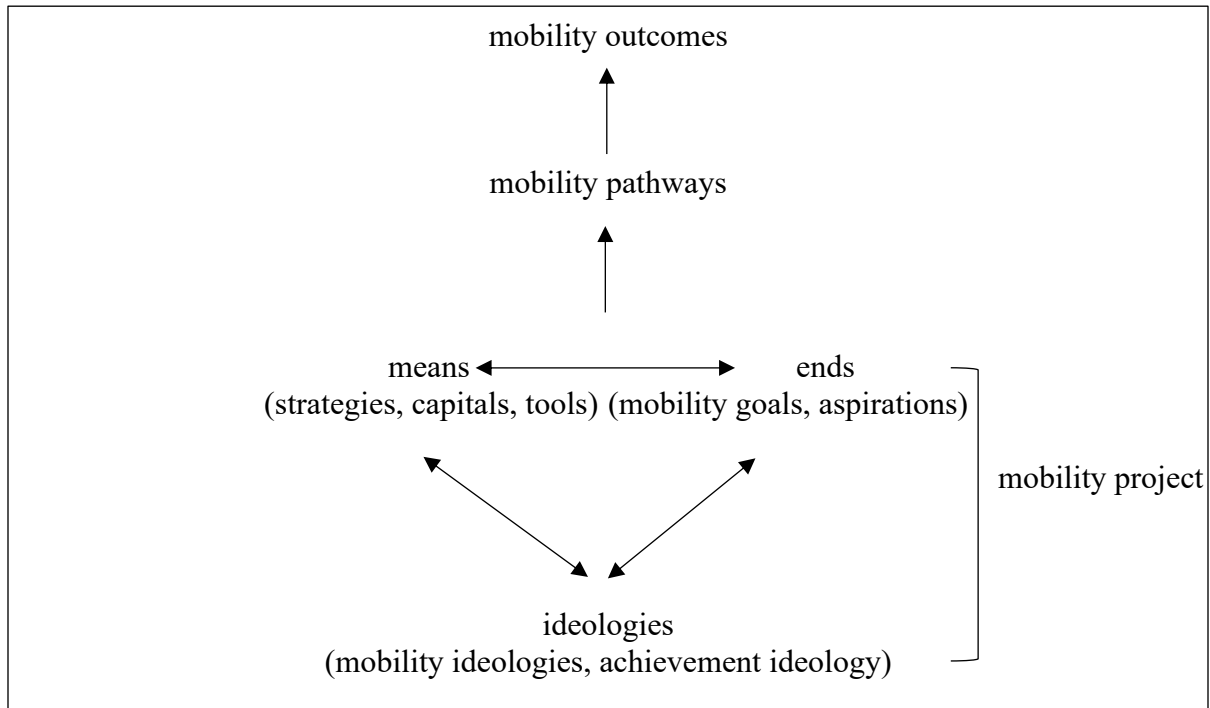 mobility outcomes
mobility pathways
means
ends
(strategies, capitals, tools)
(mobility goals, aspirations)
mobility project
ideologies
(mobility ideologies, achievement ideology)